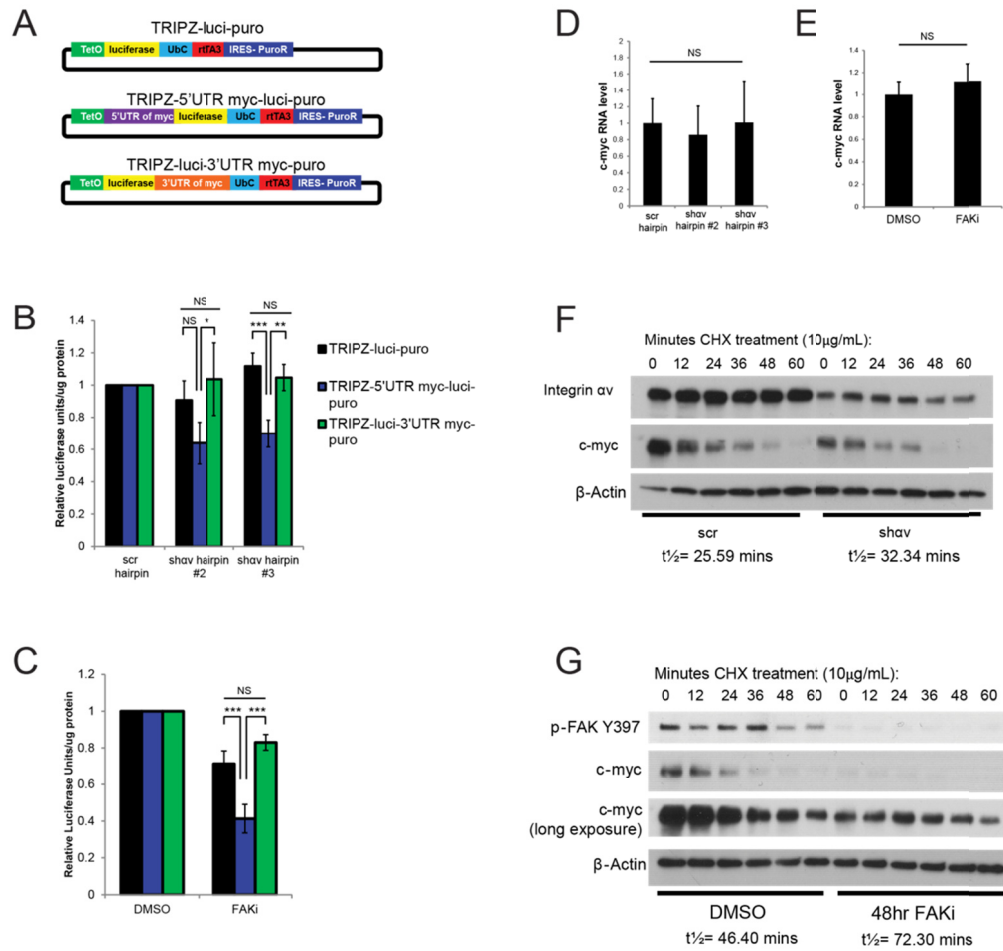 A
TRIPZ-luci-puro
TetO luciferase UbC rtTA3 IRES- PuroR
TRIPZ-5'UTR myc-luci-puro
TetO 5'UTR of myc luciferase UbC rtTA3 IRES- PuroR
TRIPZ-luci-3'UTR myc-puro
TetO luciferase 3'UTR of myc UbC rtTA3 IRES- PuroR
B
Relative luciferase units/ug protein
1.4
1.2
1
0.8
0.6
0.4
0.2
0
NS
NS *
NS
*** **
scr hairpin
shαv hairpin #2
shαv hairpin #3
TRIPZ-luci-puro
TRIPZ-5'UTR myc-luci-
puro
TRIPZ-luci-3'UTR myc-
puro
C
Relative Luciferase Units/ug protein
1.2
1
0.8
0.6
0.4
0.2
0
NS
*** ***
DMSO FAKi
D
c-myc RNA level
2
1.8
1.6
1.4
1.2
1
0.8
0.6
0.4
0.2
0
NS
scr hairpin
shαv hairpin #2
shαv hairpin #3
E
c-myc RNA level
1.4
1.2
1
0.8
0.6
0.4
0.2
0
NS
DMSO FAKi
F
Minutes CHX treatment (10µg/mL):
0 12 24 36 48 60 0 12 24 36 48 60
Integrin αv
c-myc
β-Actin
scr shαv
t½= 25.59 mins t½= 32.34 mins
G
Minutes CHX treatment (10µg/mL):
0 12 24 36 48 60 0 12 24 36 48 60
p-FAK Y397
c-myc
c-myc
(long exposure)
β-Actin
DMSO 48hr FAKi
t½= 46.40 mins t½= 72.30 mins